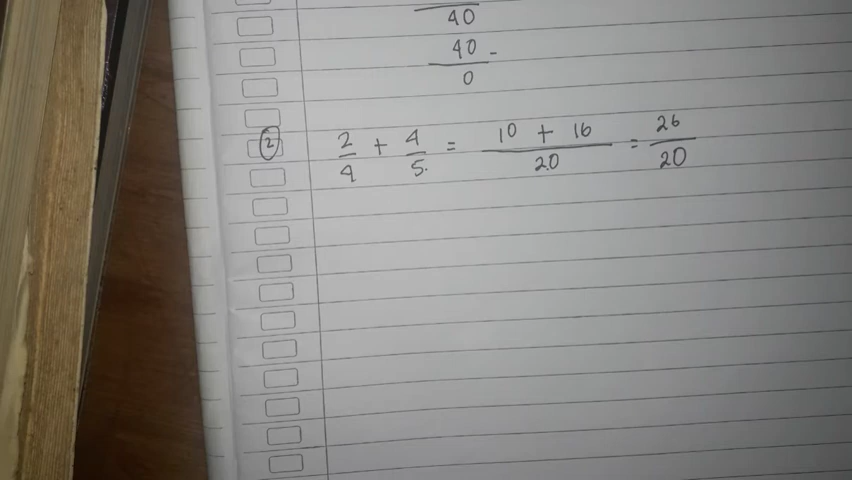 40
40 -
0
2 2/4 + 4/5. = 10 + 16/20 = 26/20